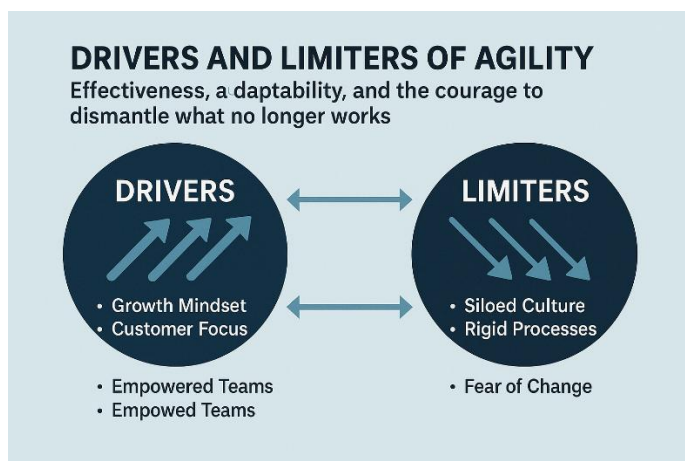 DRIVERS AND LIMITERS OF AGILITY
Effectiveness, a daptability, and the courage to
dismantle what no longer works
DRIVERS
• Growth Mindset
• Customer Focus
• Empowered Teams
• Empowed Teams
LIMITERS
• Siloed Culture
• Rigid Processes
• Fear of Change